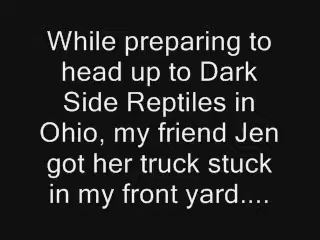 While preparing to
head up to Dark
Side Reptiles in
Ohio, my friend Jen
got her truck stuck
in my front yard....